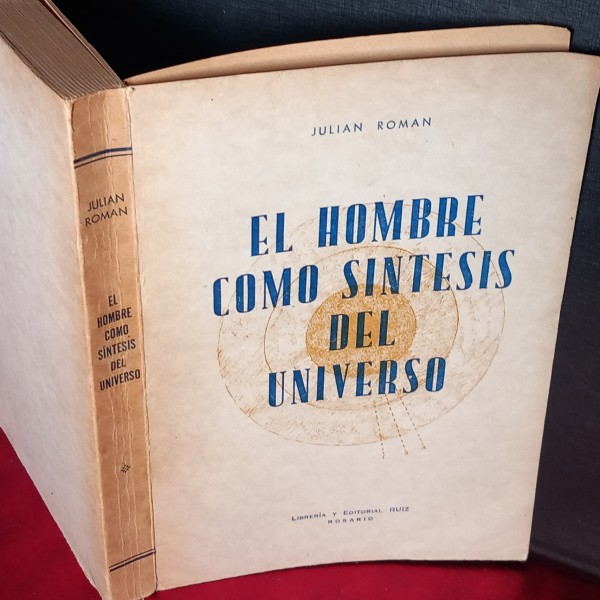 JULIAN
ROMAN
EL
HOMBRE
COMO
SÍNTESIS
DEL
UNIVERSO
JULIAN ROMAN
EL HOMBRE
COMO SINTESIS
DEL
UNIVERSO
LIBRERÍA Y EDITORIAL RUIZ
ROSARIO